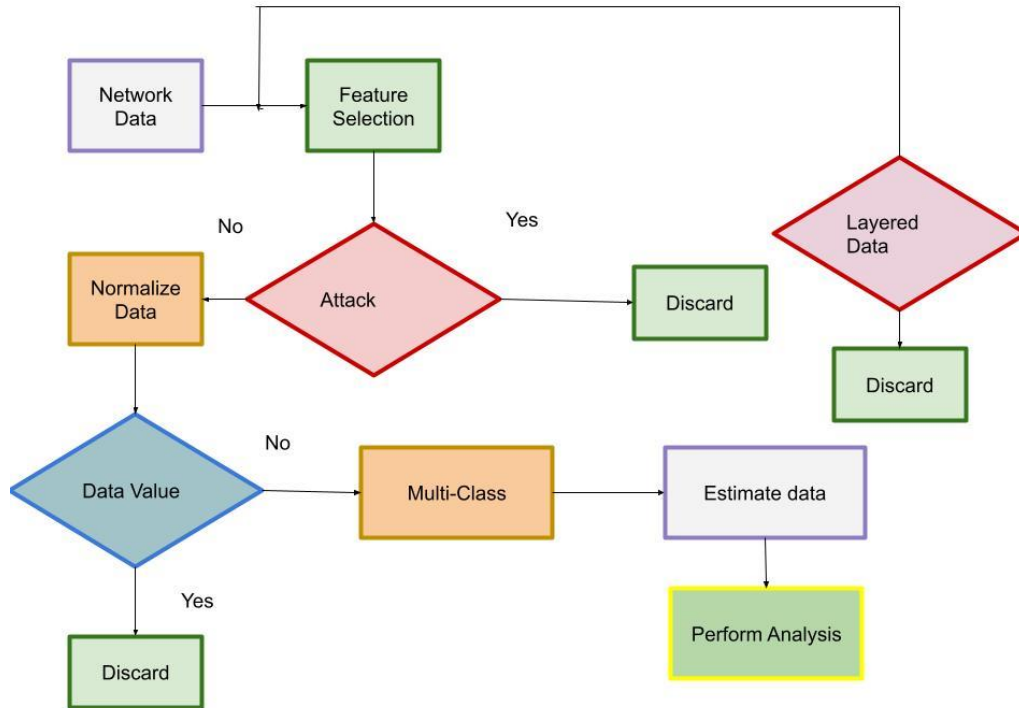 Network
Data
Feature
Selection
Yes
No
Layered
Data
Normalize
Data
Attack
Discard
Discard
No
Data Value
Multi-Class
Estimate data
Yes
Perform Analysis
Discard